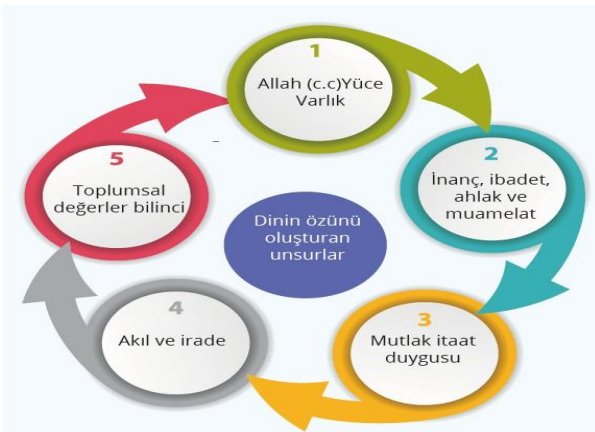 1
Allah (c.c)Yüce
Varlık
2
İnanç, ibadet,
ahlak ve
muamelat
3
Mutlak itaat
duygusu
4
Akıl ve irade
5
Toplumsal
değerler bilinci
Dinin özünü
oluşturan
unsurlar